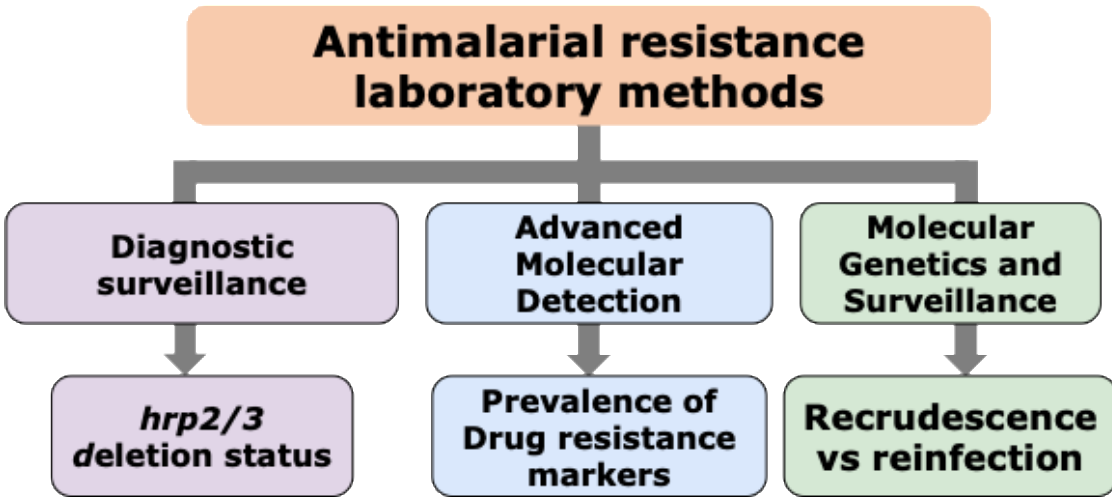 Antimalarial resistance
laboratory methods
Diagnostic
surveillance
Advanced
Molecular
Detection
Molecular
Genetics and
Surveillance
hrp2/3
deletion status
Prevalence of
Drug resistance
markers
Recrudescence
vs reinfection